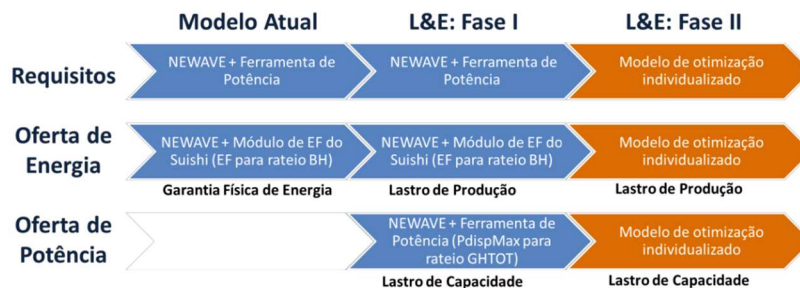 Modelo Atual L&E: Fase I L&E: Fase II
Requisitos
NEWAVE + Ferramenta de
Potência
NEWAVE + Ferramenta de
Potência
Modelo de otimização
individualizado
Oferta de
Energia
NEWAVE + Módulo de EF do
Suishi (EF para rateio BH)
NEWAVE + Módulo de EF do
Suishi (EF para rateio BH)
Modelo de otimização
individualizado
Garantia Física de Energia
Lastro de Produção
Lastro de Produção
Oferta de
Potência
NEWAVE + Ferramenta de
Potência (PdispMax para
rateio GHTOT)
Modelo de otimização
individualizado
Lastro de Capacidade
Lastro de Capacidade